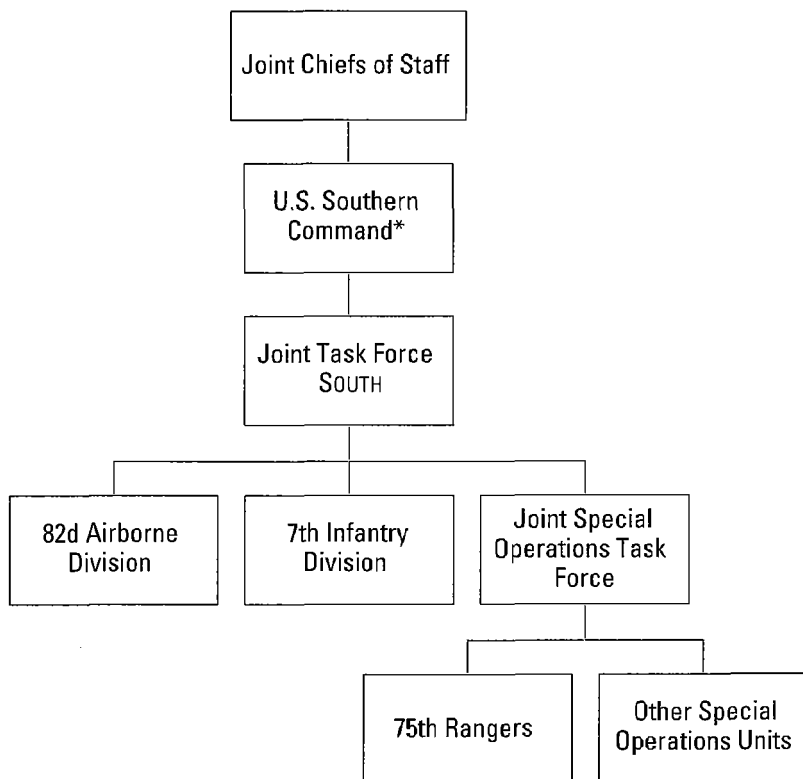 Joint Chiefs of Staff
U.S. Southern
Command*
Joint Task Force
SOUTH
82d Airborne
Division
7th Infantry
Division
Joint Special
Operations Task
Force
75th Rangers
Other Special
Operations Units